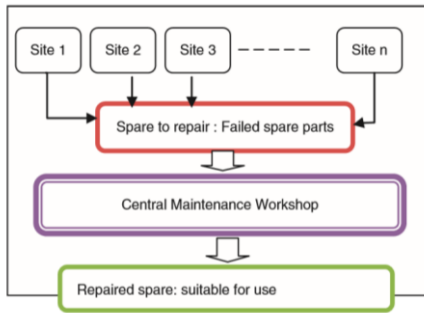 Site 1
Site 2
Site 3
Site n
Spare to repair : Failed spare parts
Central Maintenance Workshop
Repaired spare: suitable for use